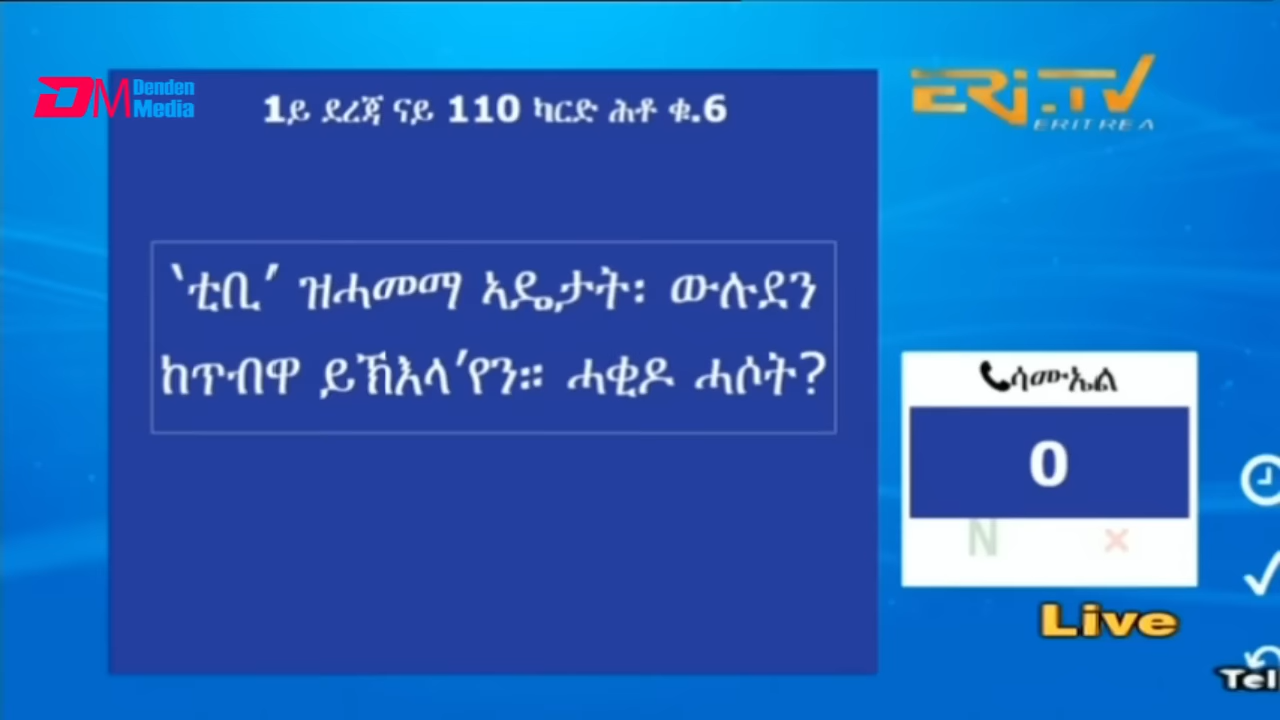 DM Denden Media
1ይ ደረጃ ናይ 110 ካርድ ሕቶ ቁ.6
ERi.TV
ERITREA
‘ቲቢ’ ዝሓመማ ኣዴታት፡ ውሉደን
ከጥብዋ ይኽእላ’የን። ሓቂዶ ሓሶት?
ሳሙኤል
0
N ×
Live
Tel